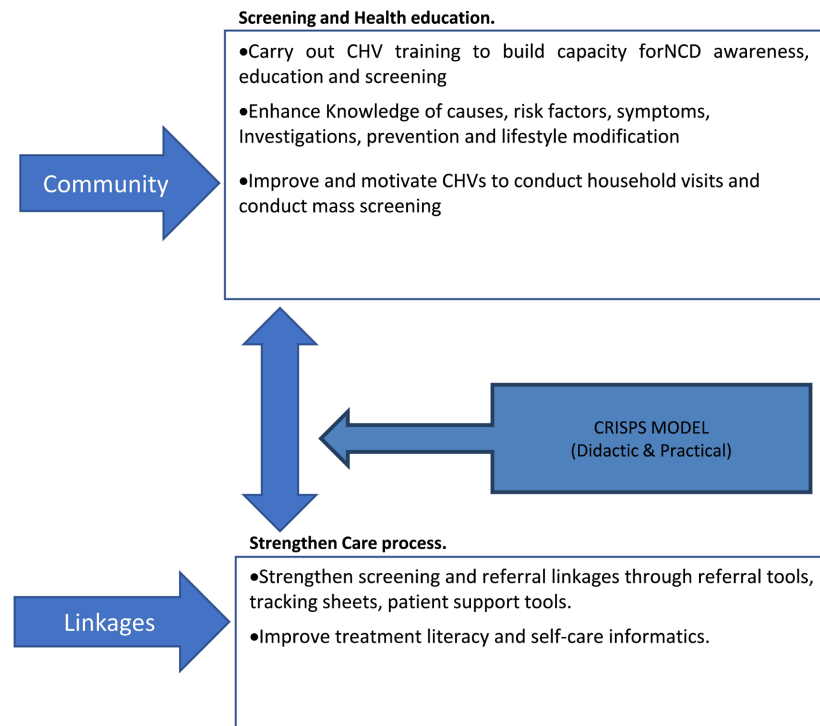 Screening and Health education.
•Carry out CHV training to build capacity forNCD awareness,
education and screening
•Enhance Knowledge of causes, risk factors, symptoms,
Investigations, prevention and lifestyle modification
Community
•Improve and motivate CHVs to conduct household visits and
conduct mass screening
CRISPS MODEL
(Didactic & Practical)
Strengthen Care process.
•Strengthen screening and referral linkages through referral tools,
tracking sheets, patient support tools.
Linkages
•Improve treatment literacy and self-care informatics.